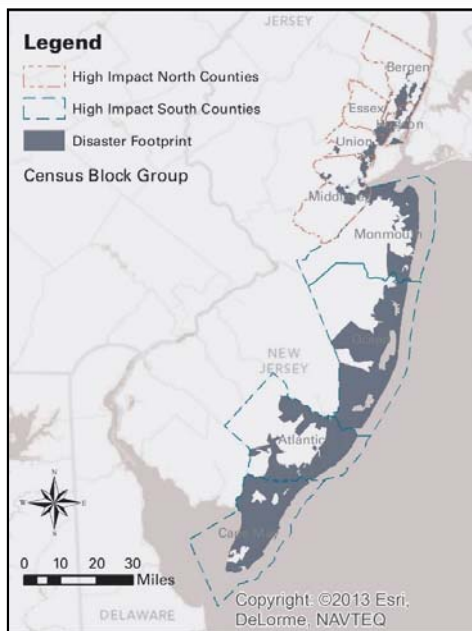 JERSEY
Legend
High Impact North Counties
High Impact South Counties
Disaster Footprint
Census Block Group
Bergen
Essex
Union
Monmouth
NEW
JERSEY
Atlantic
N
W
E
S
0 10 20 30
Miles
DELAWARE
Copyright: ©2013 Esri,
DeLorme, NAVTEQ